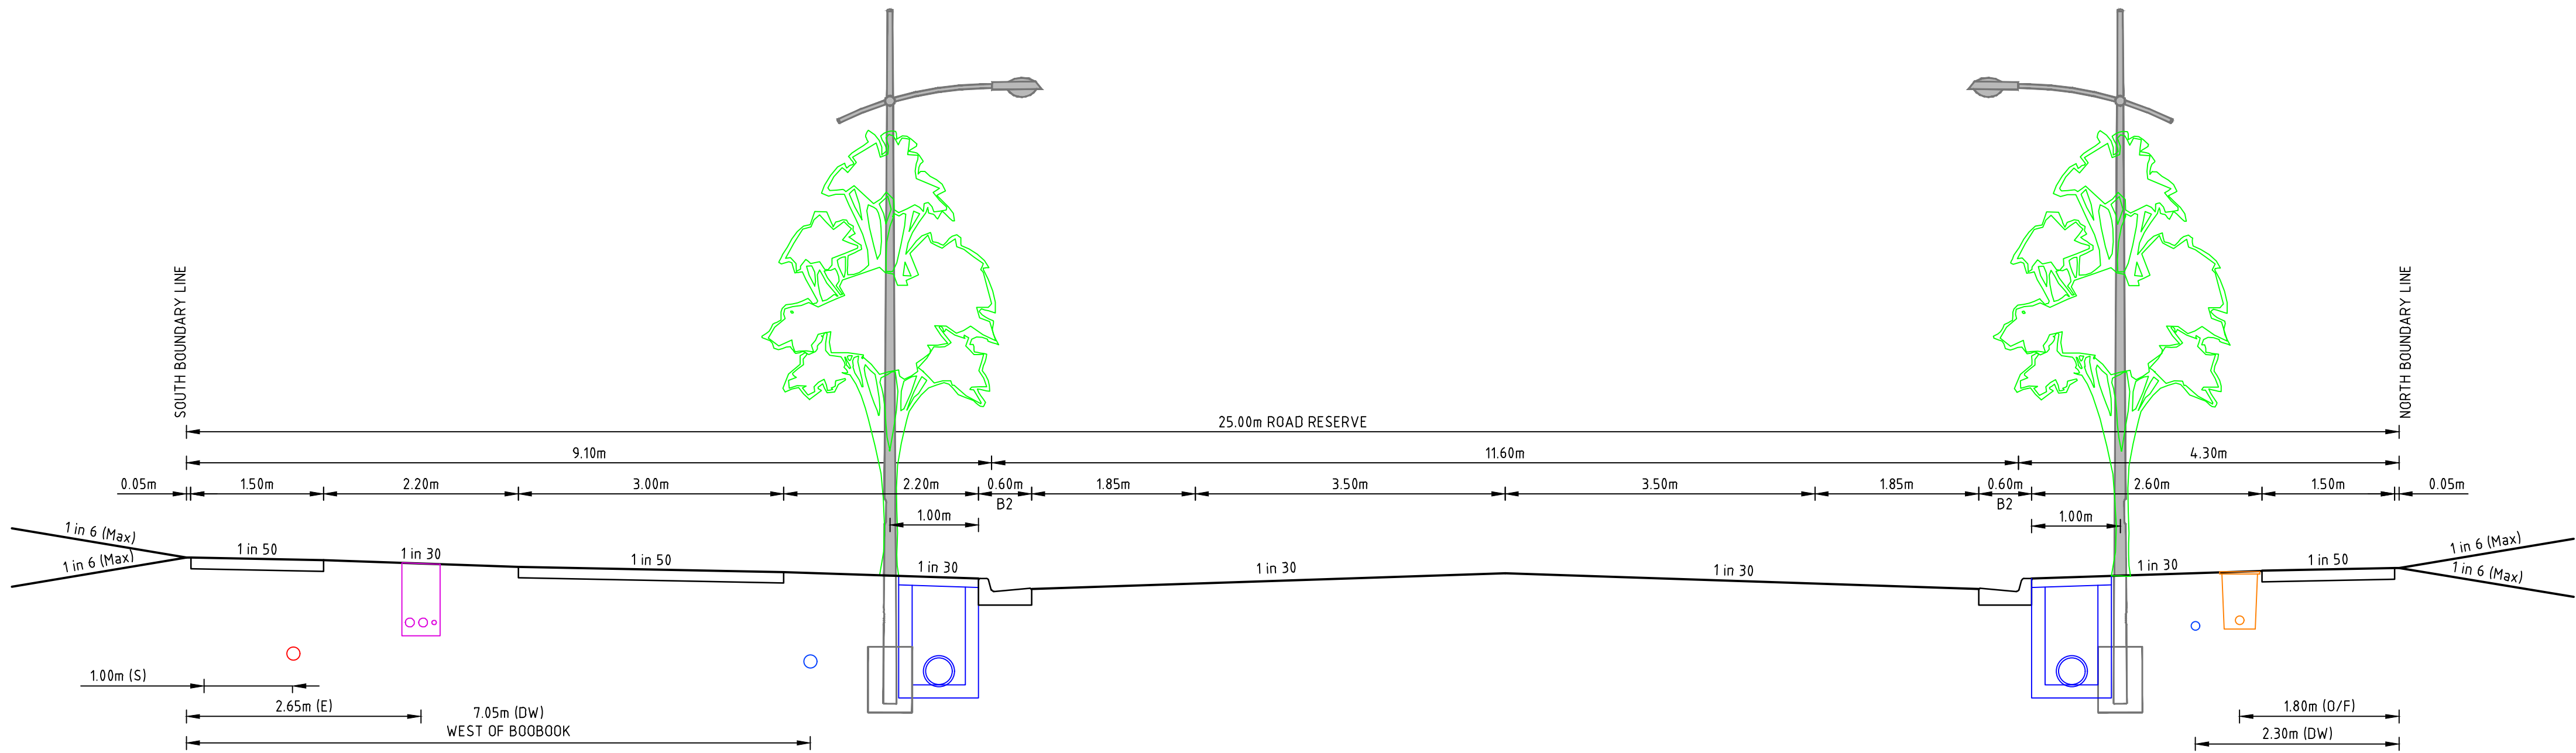 SOUTH BOUNDARY LINE
NORTH BOUNDARY LINE
25.00m ROAD RESERVE
9.10m
11.60m
4.30m
0.05m
1.50m
2.20m
3.00m
2.20m
0.60m
B2
1.85m
3.50m
3.50m
1.85m
0.60m
B2
2.60m
1.50m
0.05m
1.00m
1.00m
1 in 6 (Max)
1 in 6 (Max)
1 in 50
1 in 30
1 in 50
1 in 30
1 in 30
1 in 30
1 in 30
1 in 50
1 in 6 (Max)
1 in 6 (Max)
1.00m (S)
2.65m (E)
7.05m (DW)
WEST OF BOOBOOK
1.80m (O/F)
2.30m (DW)